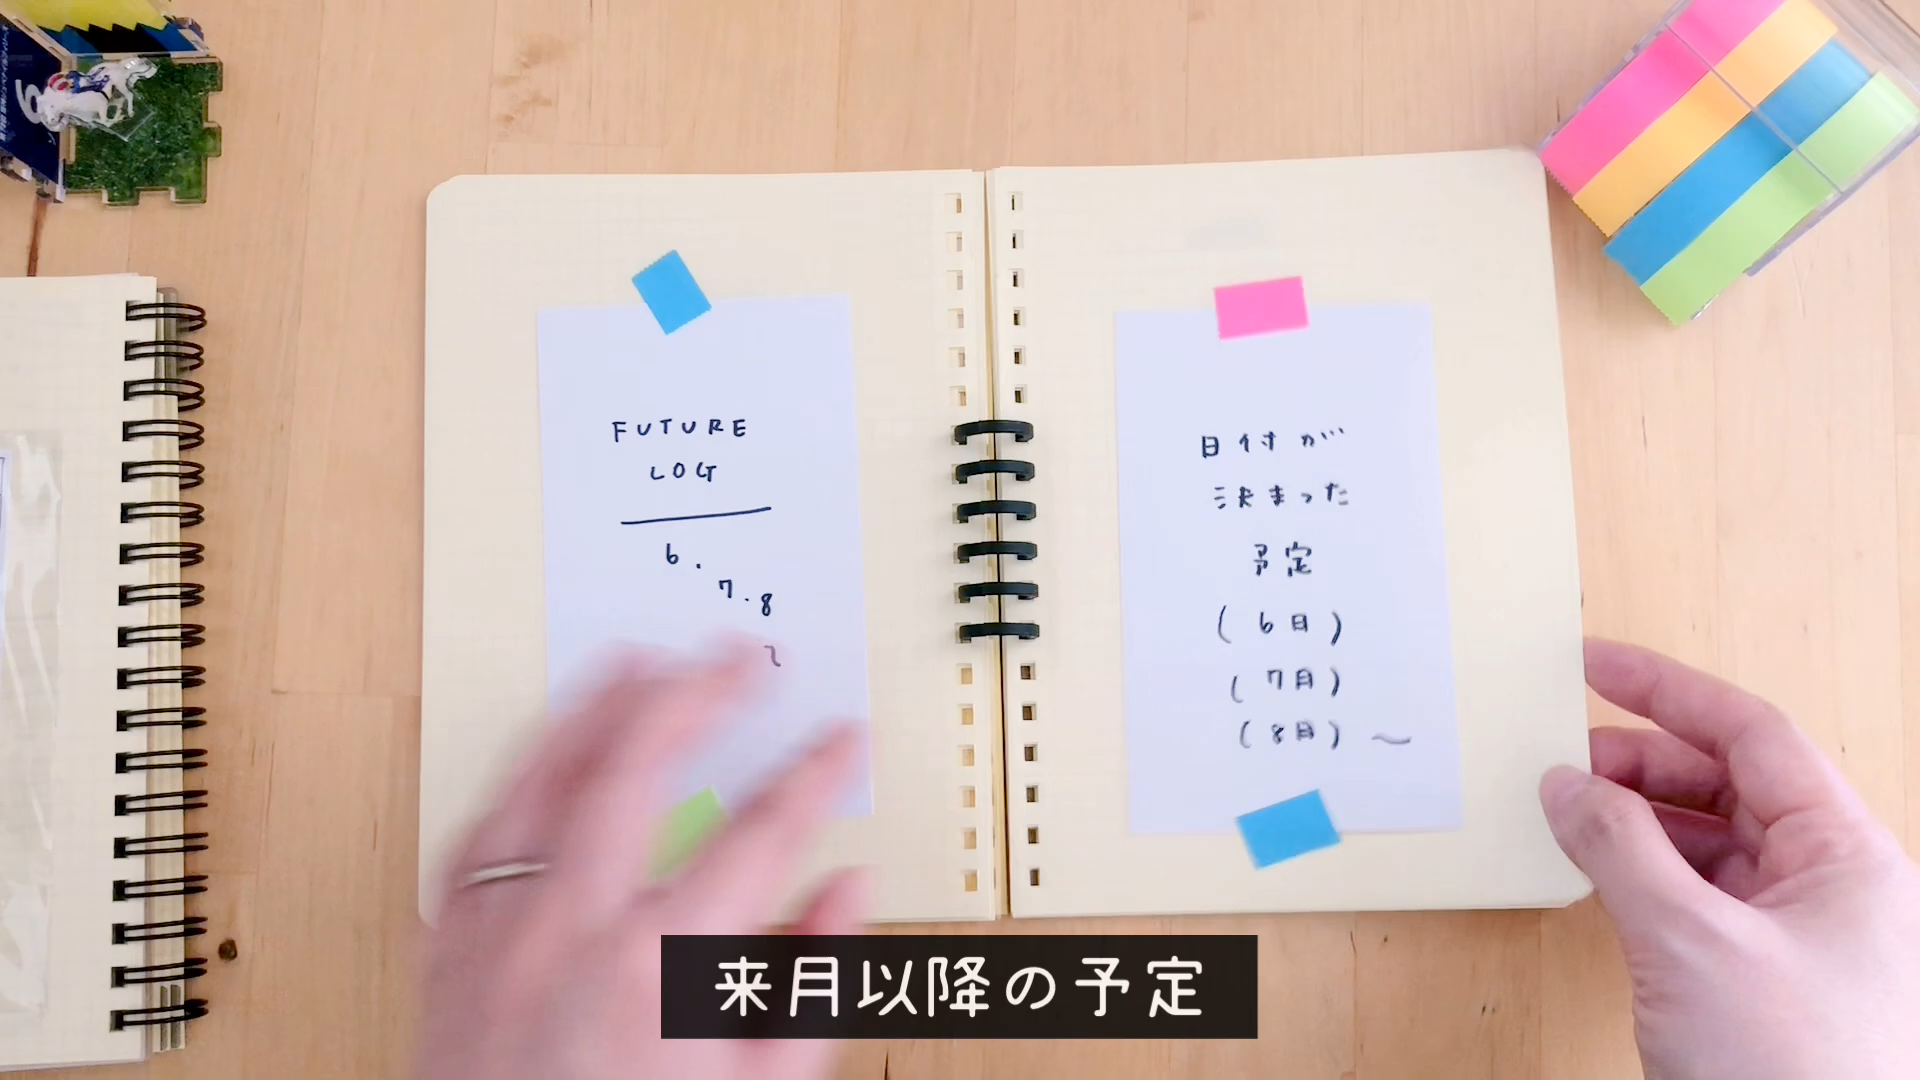 FUTURE
LOG
6.
7.8
〜
日付が
決まった
予定
(6日)
(7月)
(8月)〜
来月以降の予定